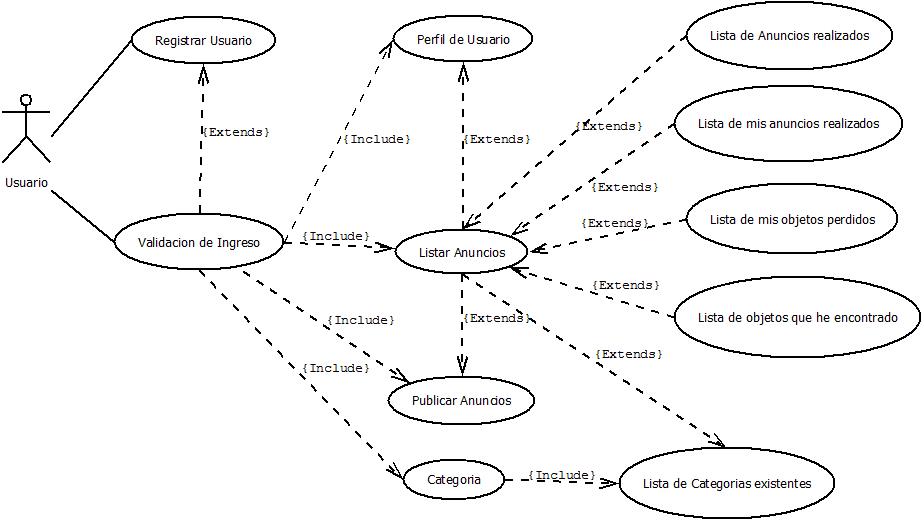 Registrar Usuario
Perfil de Usuario
Lista de Anuncios realizados
{Extends}
{Include}
{Extends}
{Extends}
Lista de mis anuncios realizados
Usuario
{Extends}
Validacion de Ingreso
{Include}
Listar Anuncios
{Extends}
Lista de mis objetos perdidos
{Extends}
Lista de objetos que he encontrado
{Include}
{Extends}
{Include}
{Extends}
Publicar Anuncios
Categoria
{Include}
Lista de Categorias existentes